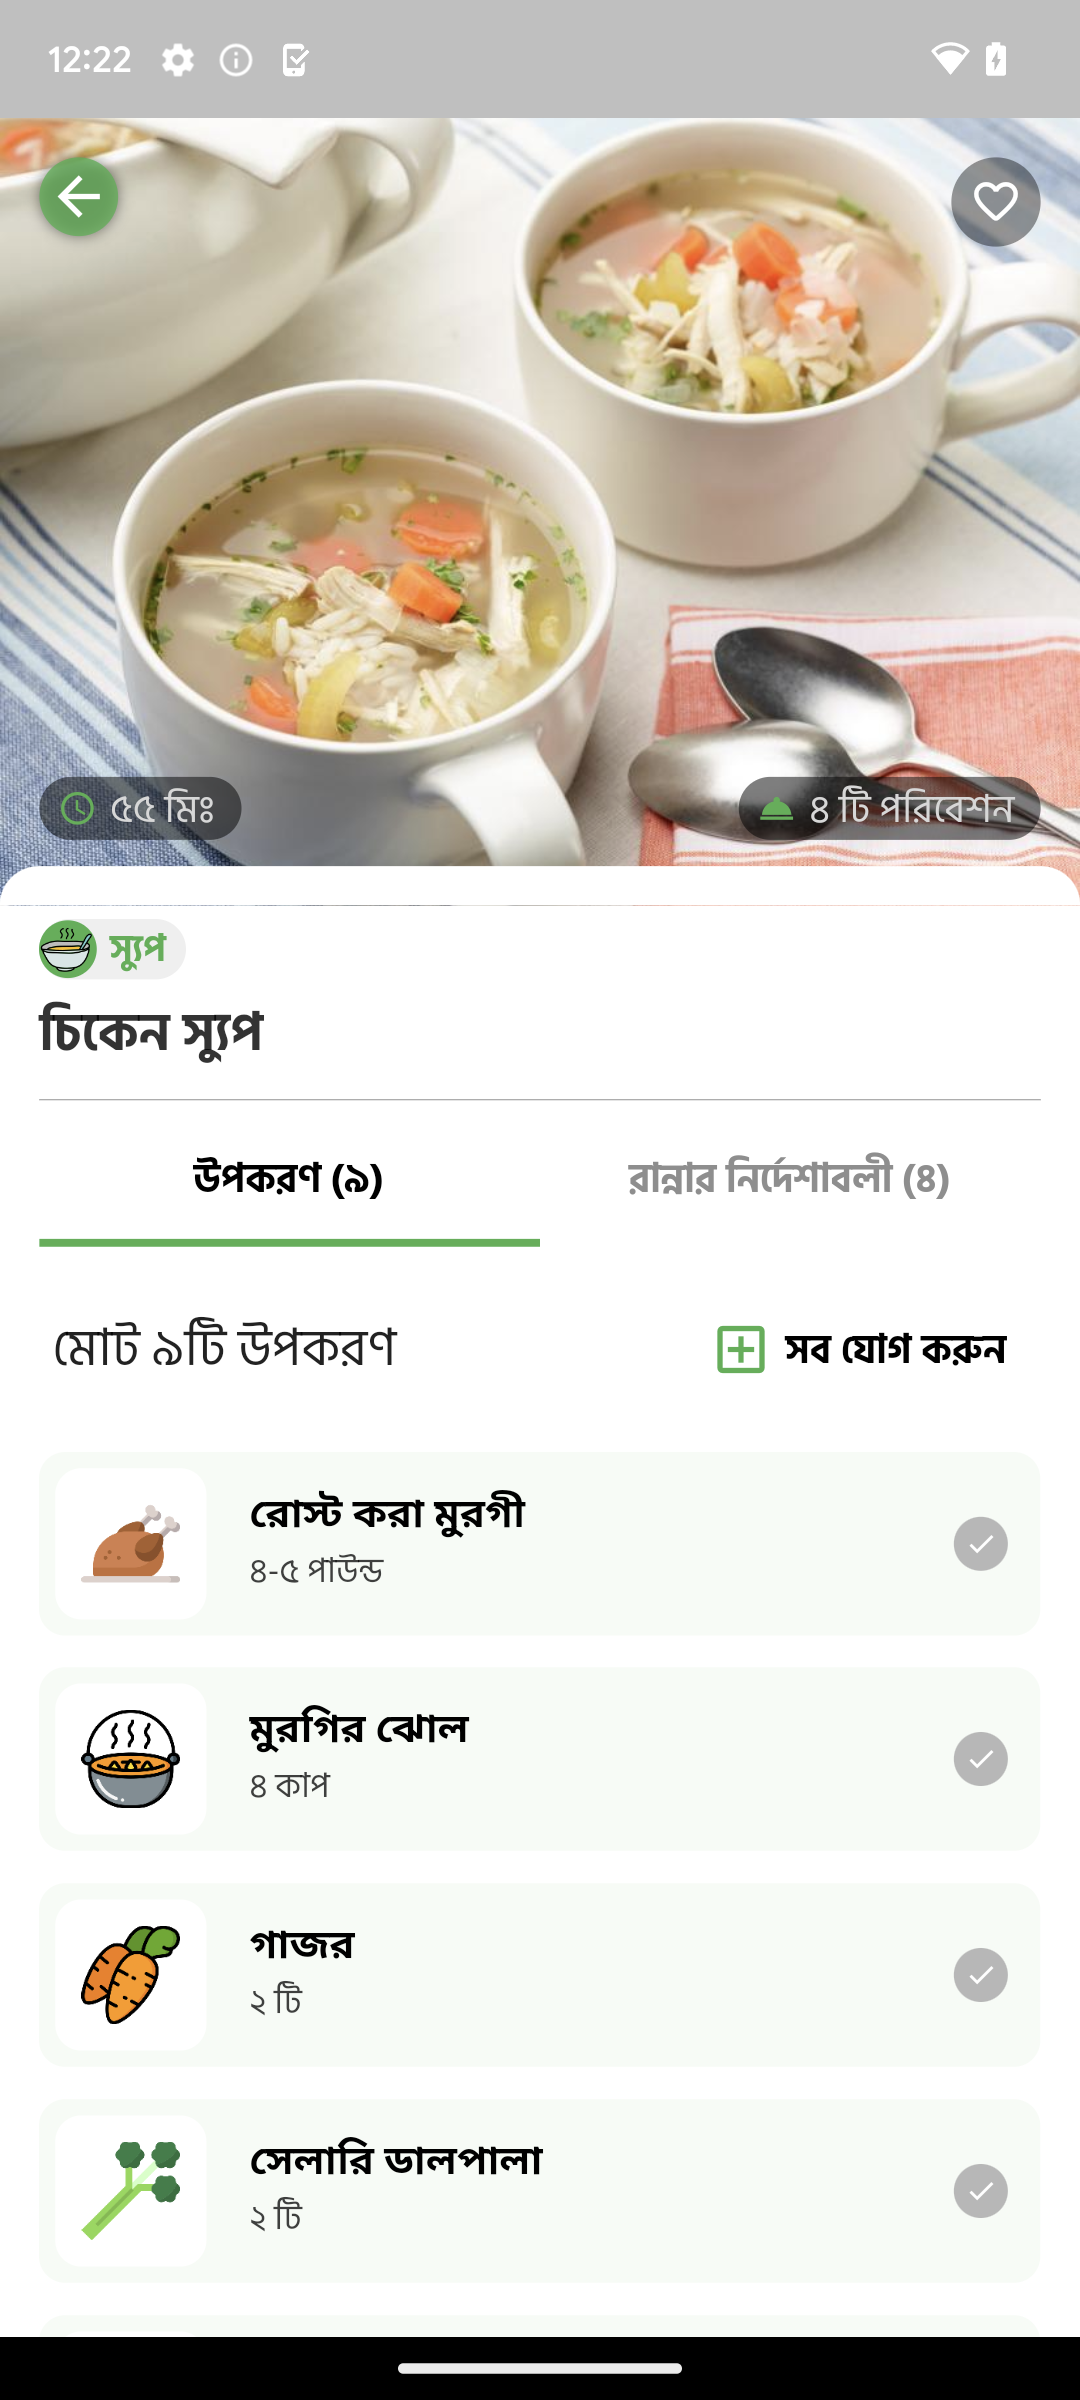 12:22
৫৫ মিঃ
৪ টি পরিবেশন
স্যুপ
চিকেন স্যুপ
উপকরণ (৯)
রান্নার নির্দেশাবলী (৪)
মোট ৯টি উপকরণ
সব যোগ করুন
রোস্ট করা মুরগী
৪-৫ পাউন্ড
মুরগির ঝোল
৪ কাপ
গাজর
২ টি
সেলারি ডালপালা
২ টি